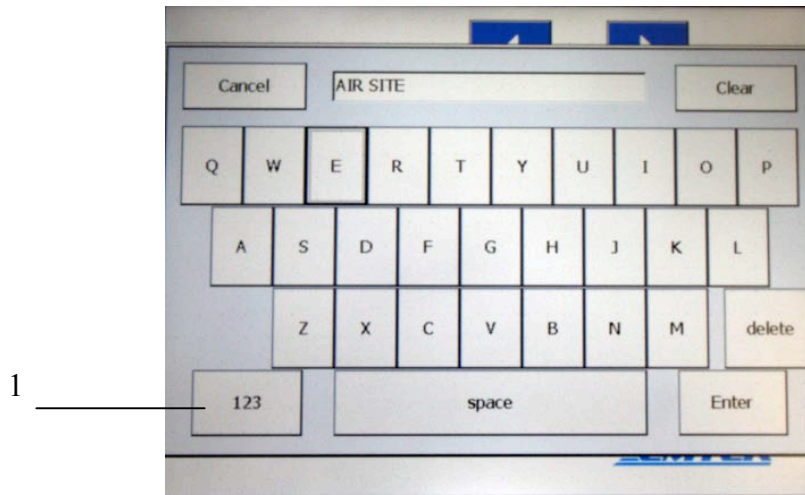 Cancel AIR SITE Clear
Q W E R T Y U I O P
A S D F G H J K L
Z X C V B N M delete
1 123 space Enter